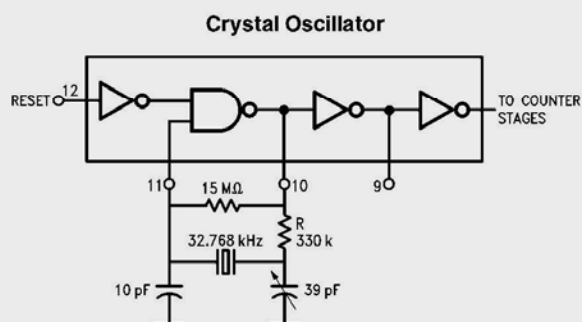 Crystal Oscillator
RESET
12
TO COUNTER
STAGES
11
10
9
15 MΩ
R
330 k
32.768 kHz
10 pF
39 pF